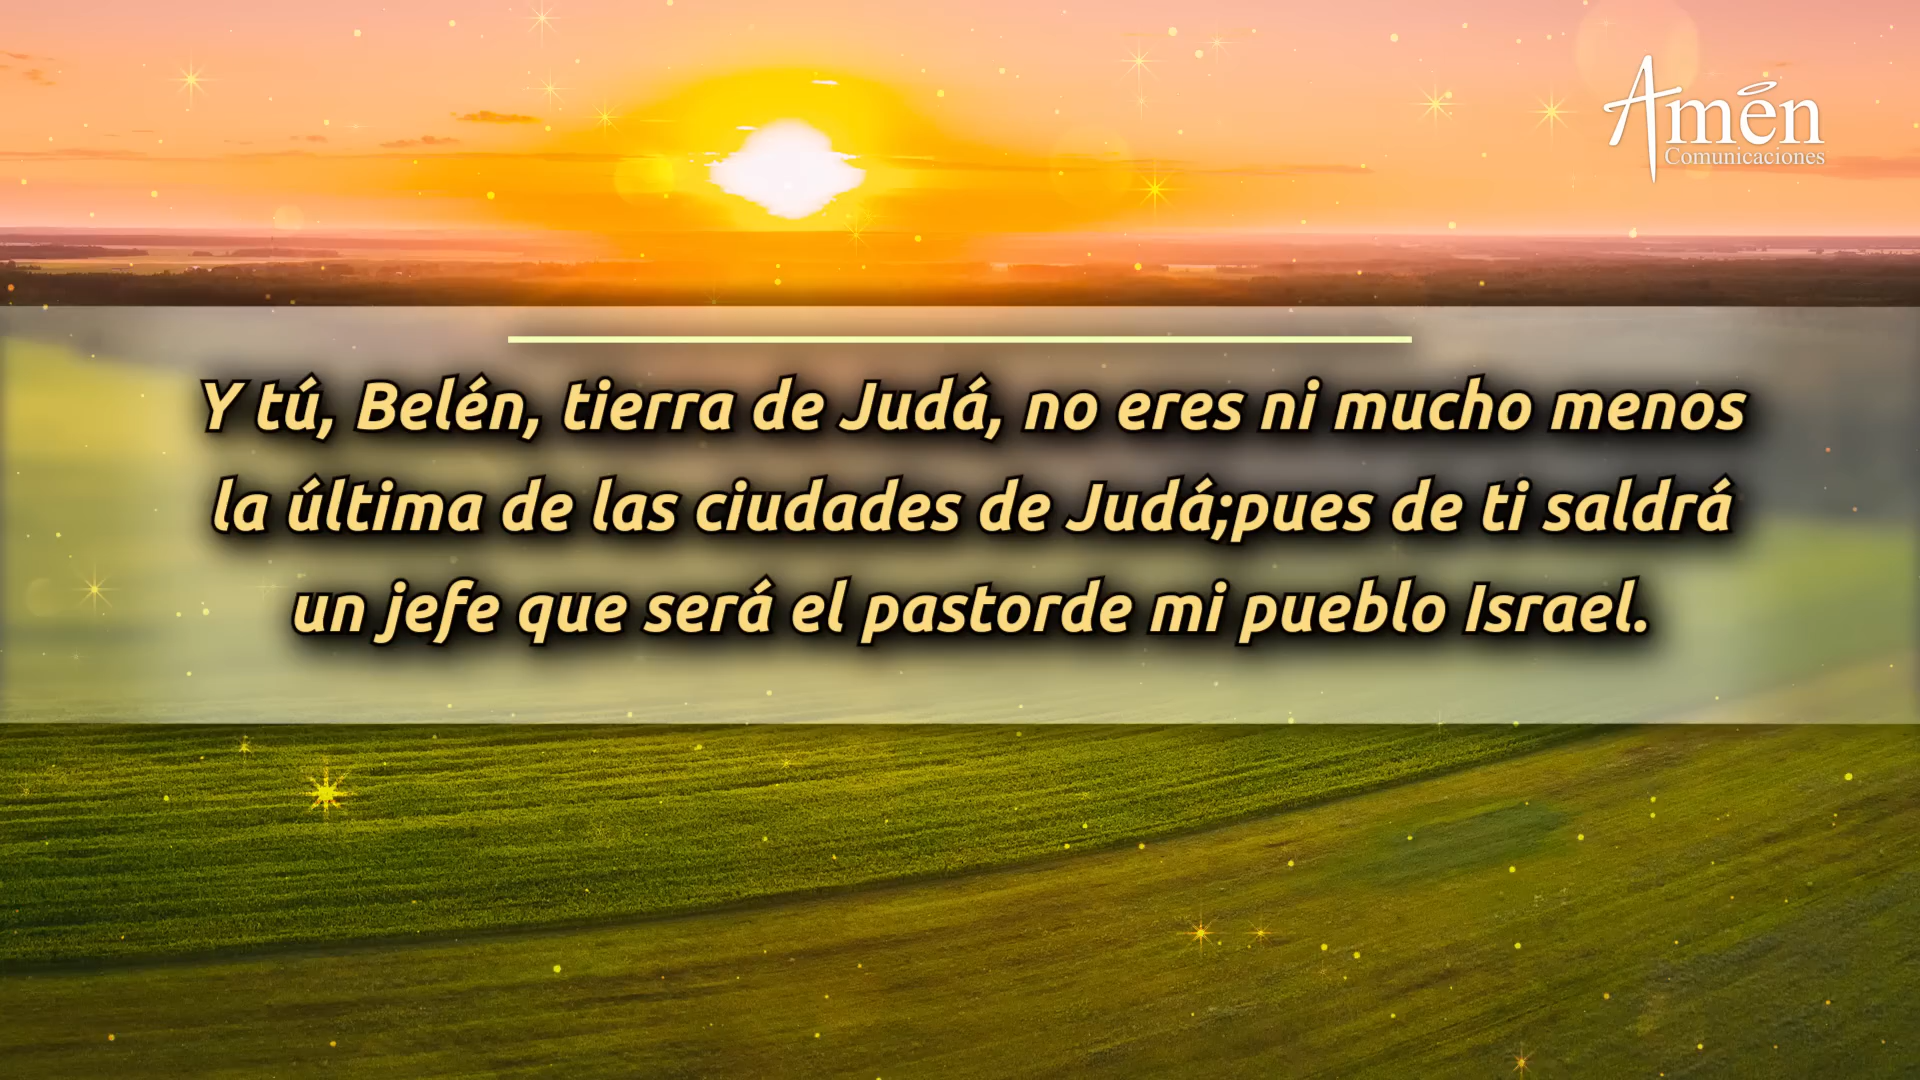 Amén
Comunicaciones
Y tú, Belén, tierra de Judá, no eres ni mucho menos
la última de las ciudades de Judá;pues de ti saldrá
un jefe que será el pastorde mi pueblo Israel.